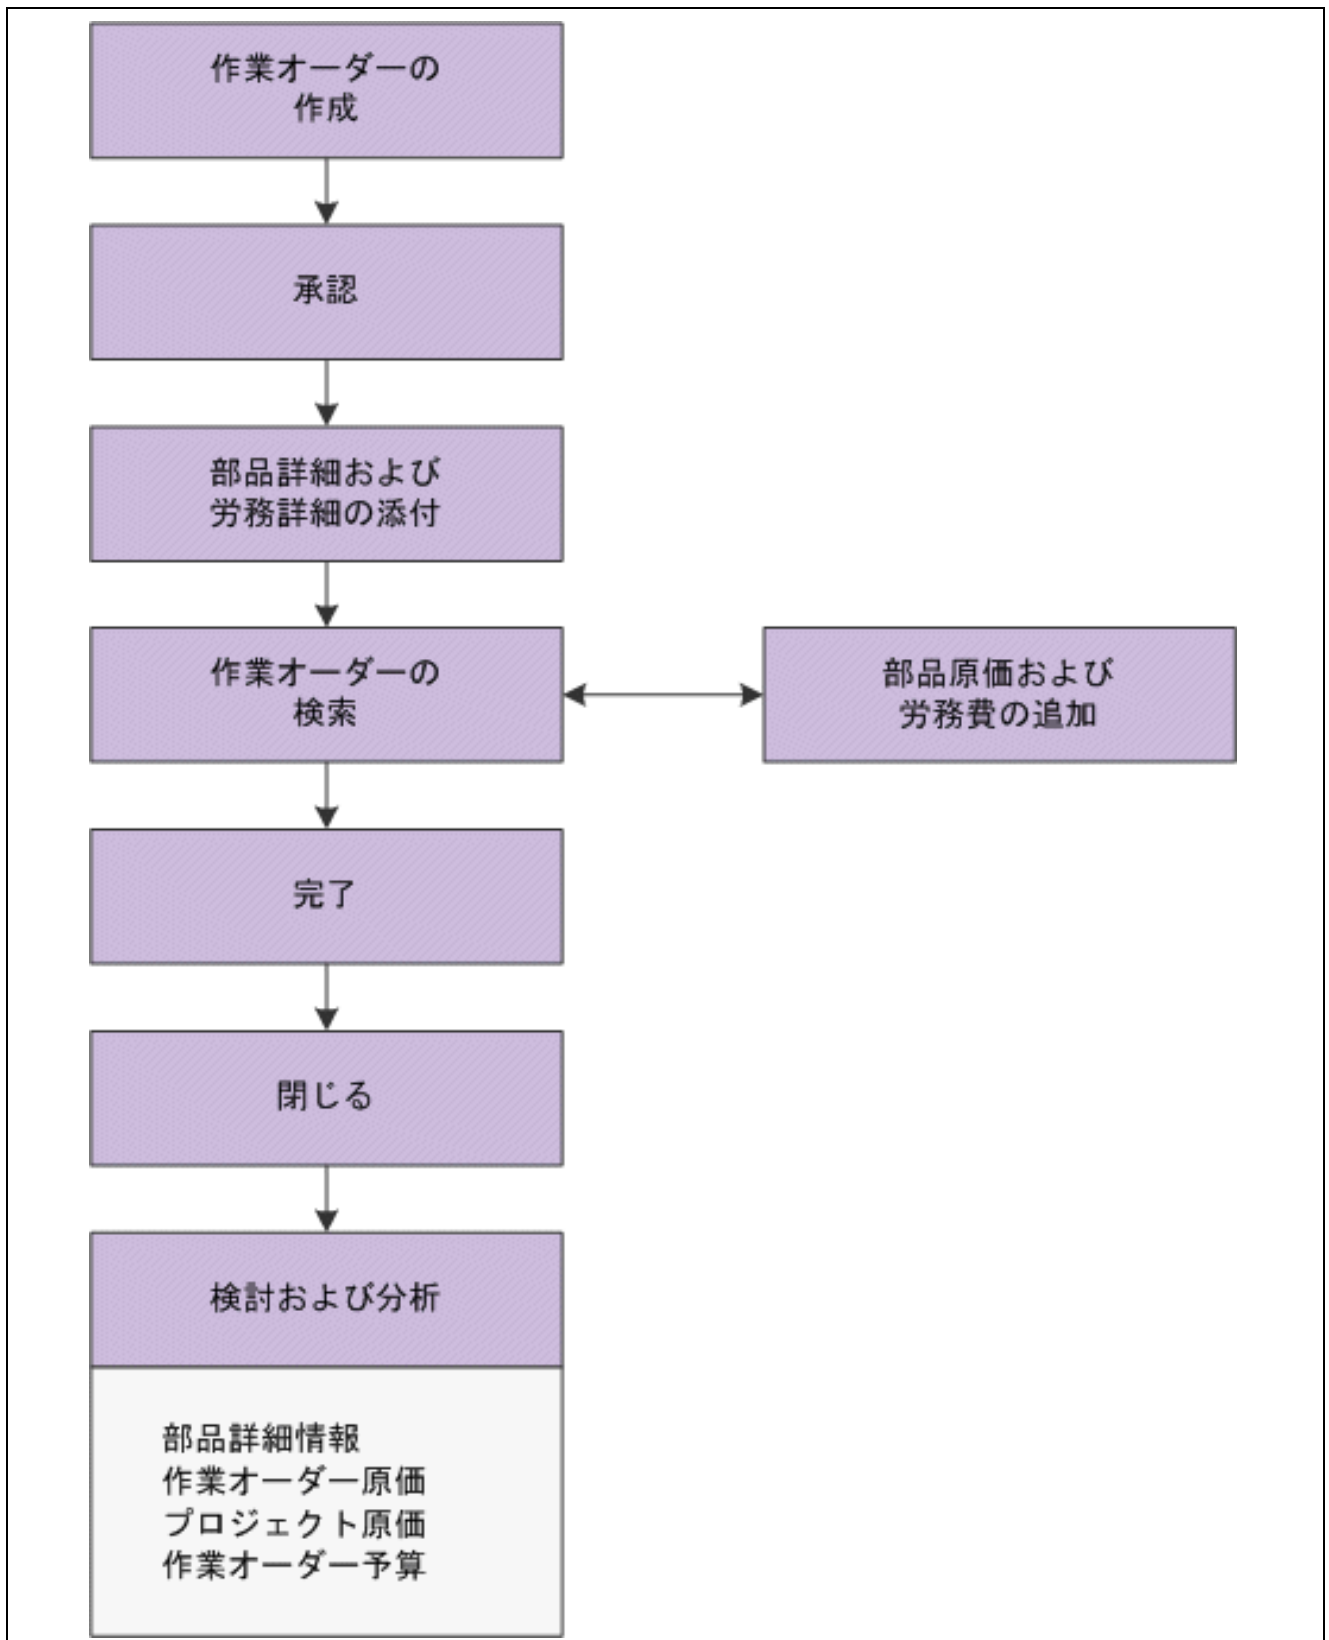 作業オーダーの
作成
承認
部品詳細および
労務詳細の添付
作業オーダーの
検索
部品原価および
労務費の追加
完了
閉じる
検討および分析
部品詳細情報
作業オーダー原価
プロジェクト原価
作業オーダー予算